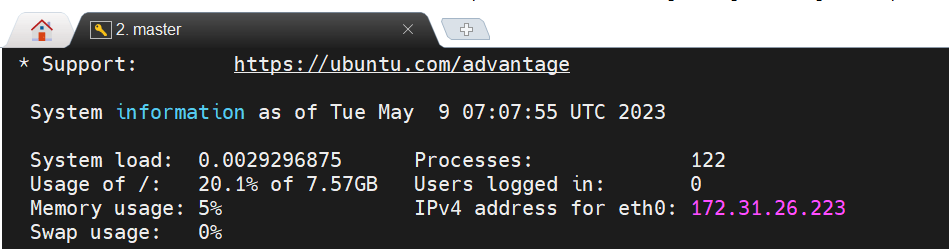 2. master
* Support:        https://ubuntu.com/advantage
System information as of Tue May  9 07:07:55 UTC 2023
System load:  0.0029296875      Processes:             122
Usage of /:   20.1% of 7.57GB   Users logged in:       0
Memory usage: 5%                IPv4 address for eth0: 172.31.26.223
Swap usage:   0%